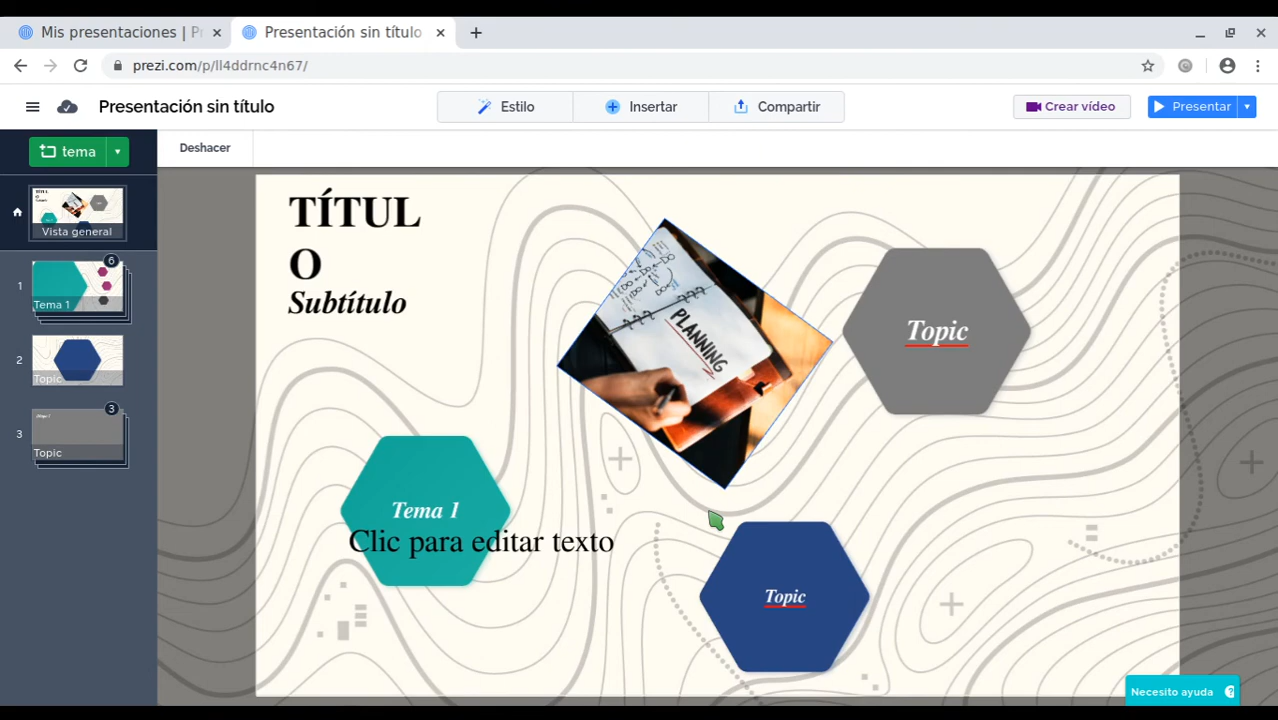 Mis presentaciones | P
Presentación sin título
prezi.com/p/ll4ddrnc4n67/
Presentación sin título
Estilo
Insertar
Compartir
Crear vídeo
Presentar
tema
Deshacer
Vista general
6
1
Tema 1
2
Topic
3
3
Topic
TÍTUL
O
Subtítulo
PLANNING
Topic
Tema 1
Clic para editar texto
Topic
Necesito ayuda